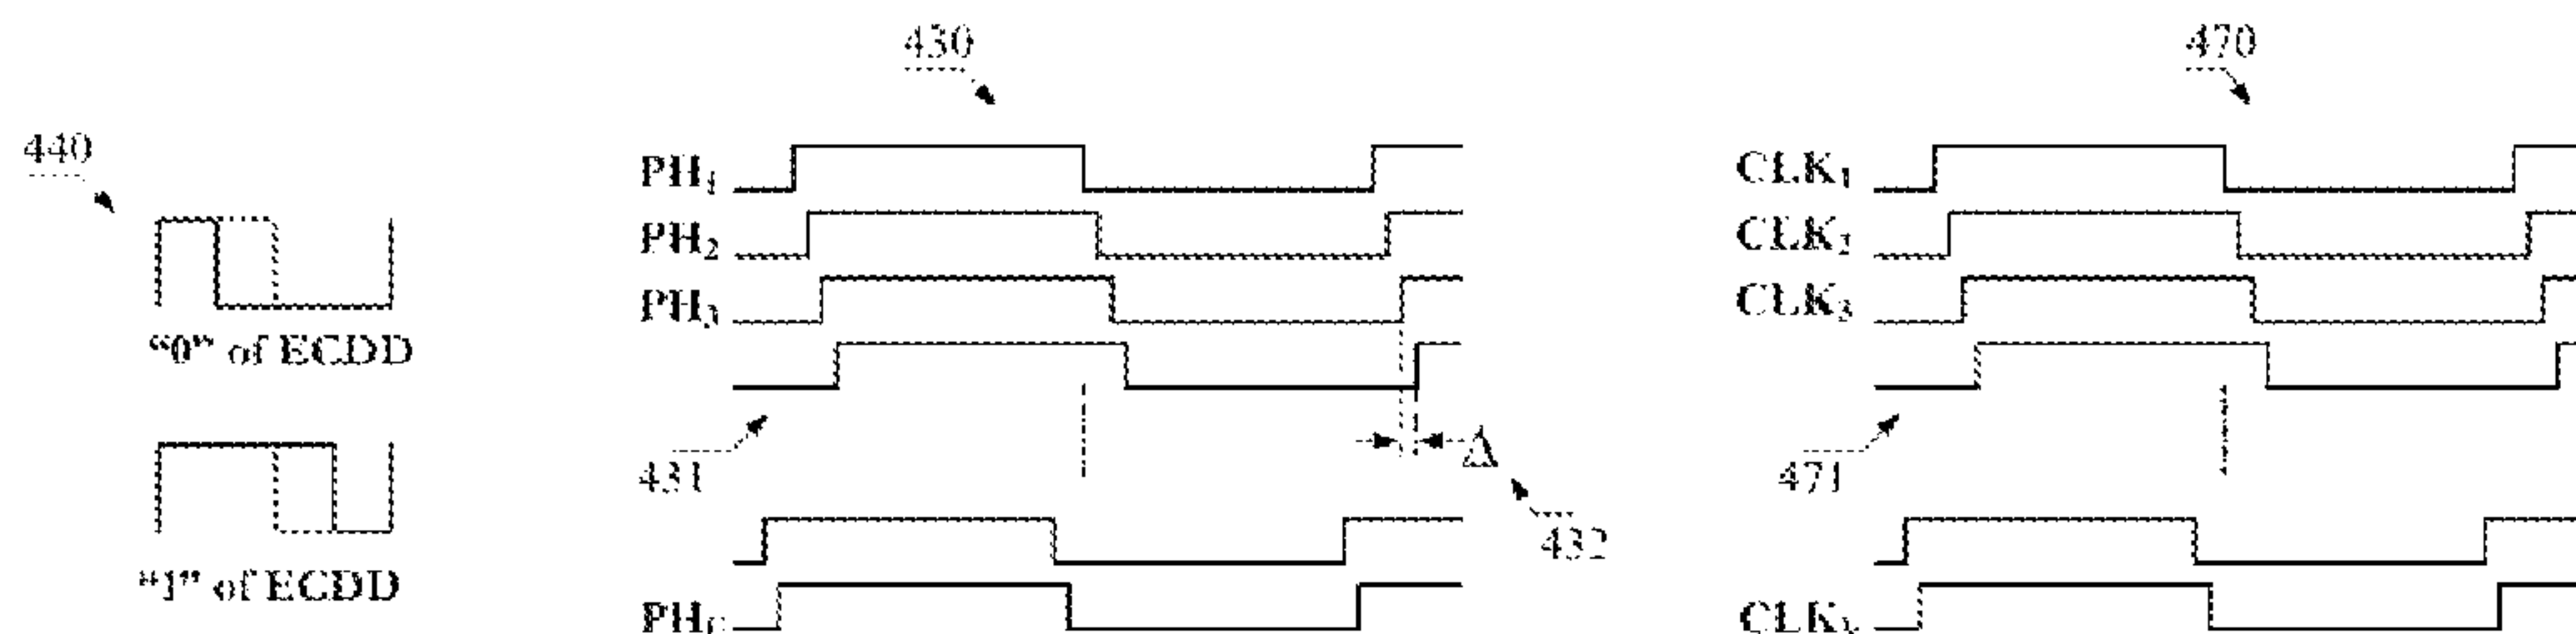 430
470
440
PH₁
CLK₁
PH₂
CLK₂
PH₃
CLK₃
“0” of ECDD
Δ
431
471
432
“1” of ECDD